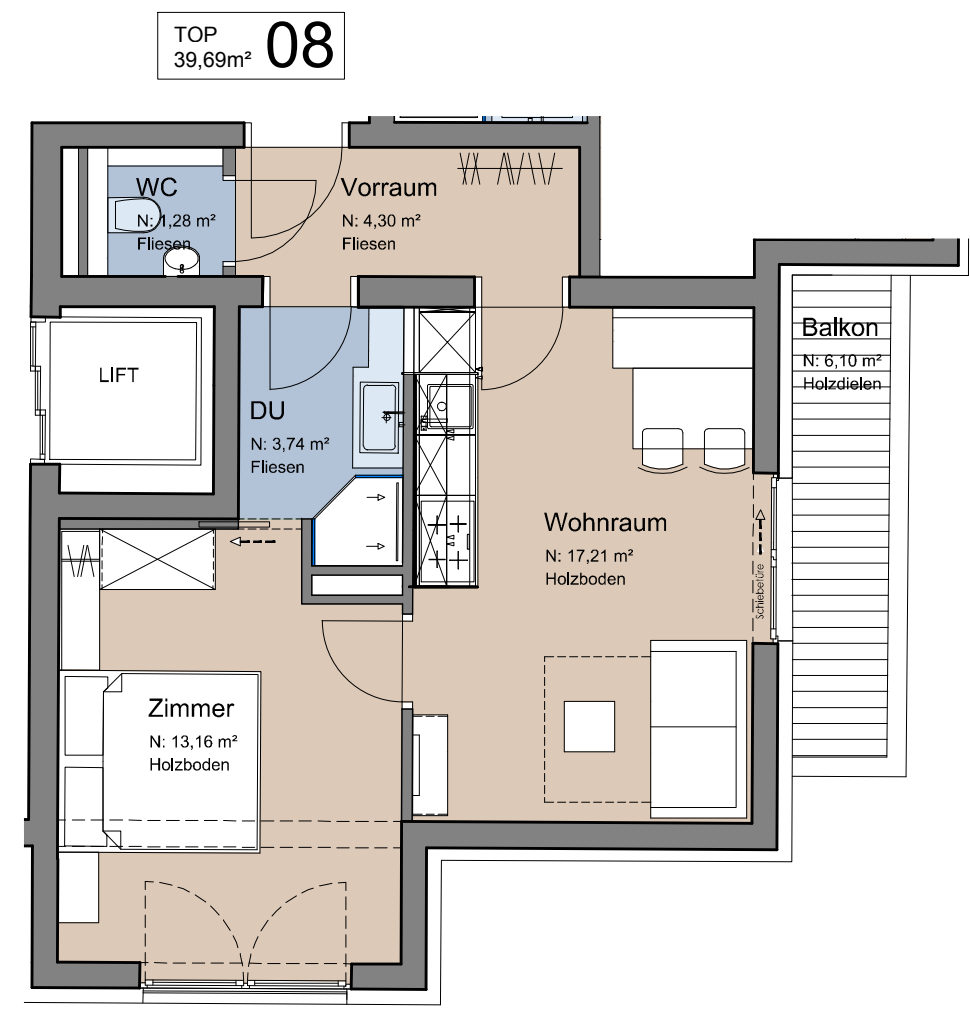 TOP
39,69m²
08
WC
N: 1,28 m²
Fliesen
Vorraum
N: 4,30 m²
Fliesen
LIFT
DU
N: 3,74 m²
Fliesen
Balkon
N: 6,10 m²
Holzdielen
Wohnraum
N: 17,21 m²
Holzboden
Schiebetüre
Zimmer
N: 13,16 m²
Holzboden